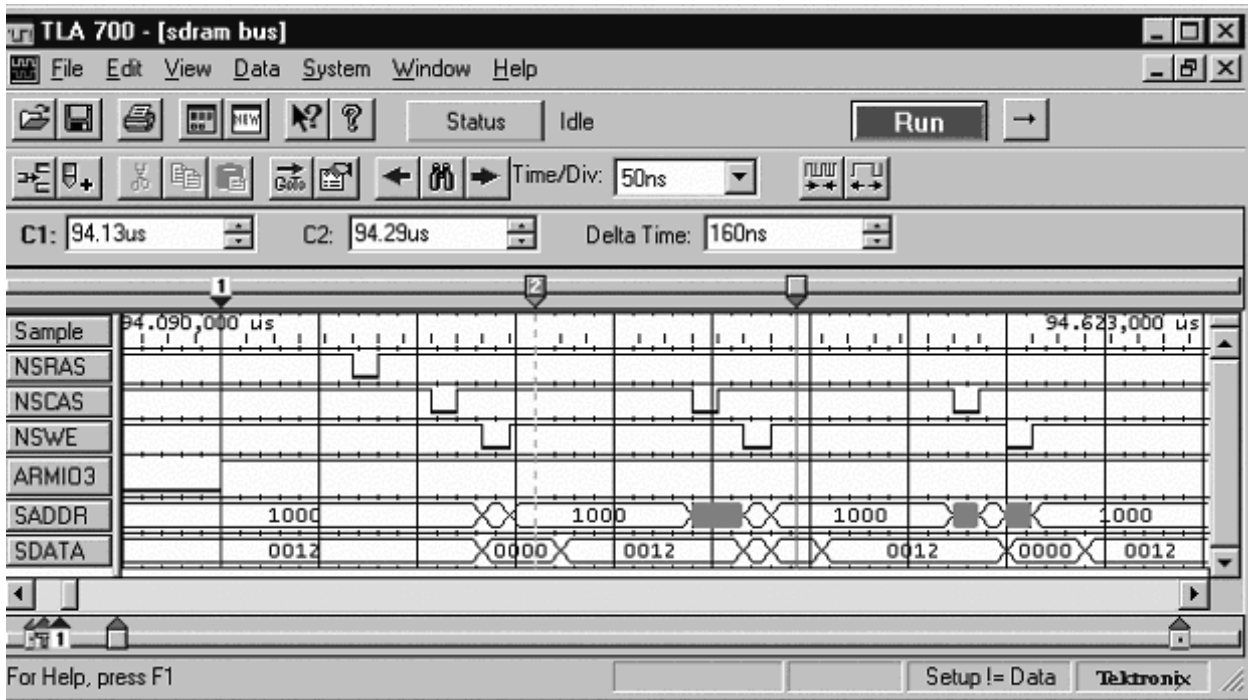 TLA 700 - [sdram bus]
File Edit View Data System Window Help
NEW Status Idle Run
Goto Time/Div: 50ns
C1: 94.13us C2: 94.29us Delta Time: 160ns
1 2
Sample 94.090,000 us 94.623,000 us
NSRAS
NSCAS
NSWE
ARMIO3
SADDR 1000 1000 1000 1000
SDATA 0012 0000 0012 0012 0000 0012
1
For Help, press F1 Setup != Data Tektronix